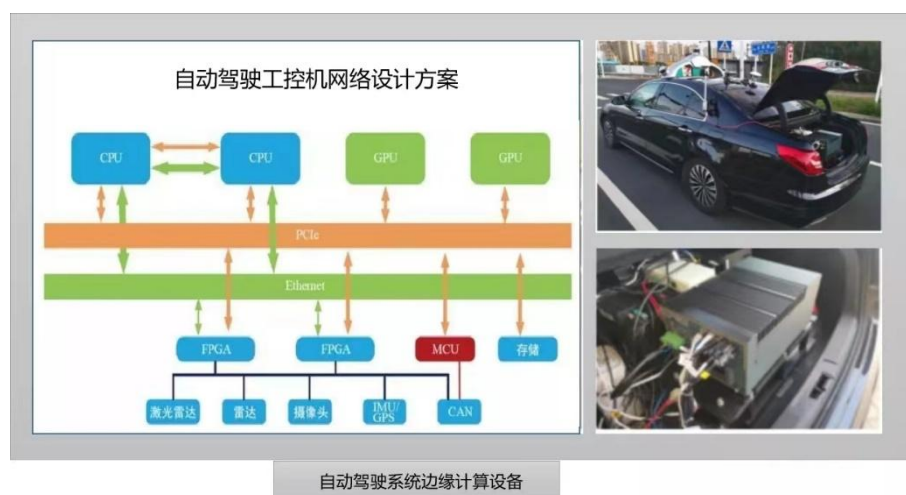 自动驾驶工控机网络设计方案
CPU
CPU
GPU
GPU
PCIe
Ethernet
FPGA
FPGA
MCU
存储
激光雷达
雷达
摄像头
IMU/
GPS
CAN
自动驾驶系统边缘计算设备